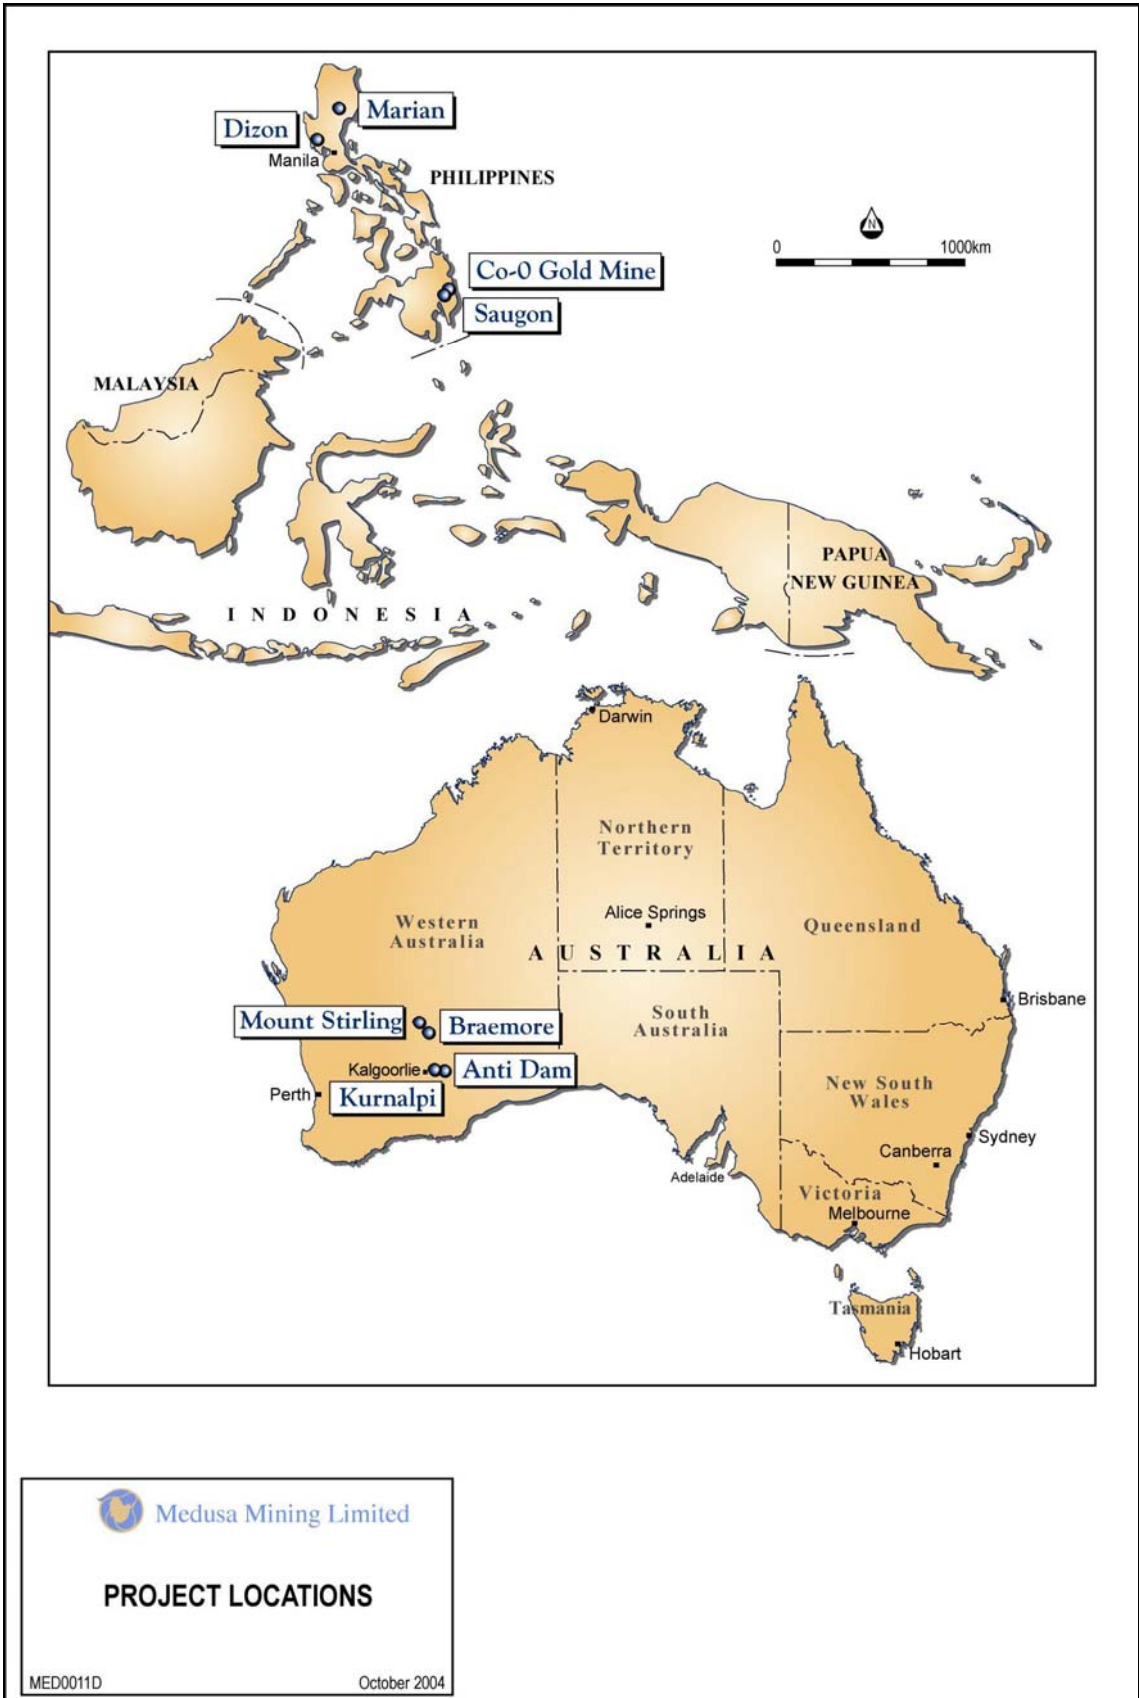 Marian
Dizon
Manila
PHILIPPINES
N
0 1000km
Co-0 Gold Mine
Saugon
MALAYSIA
PAPUA
NEW GUINEA
INDONESIA
Darwin
Northern
Territory
Alice Springs
Western
Australia
Queensland
AUSTRALIA
Brisbane
Mount Stirling
Braemore
South
Australia
Kalgoorlie
Anti Dam
Perth
Kurnalpi
New South
Wales
Sydney
Canberra
Adelaide
Victoria
Melbourne
Tasmania
Hobart
Medusa Mining Limited
PROJECT LOCATIONS
MED0011D October 2004